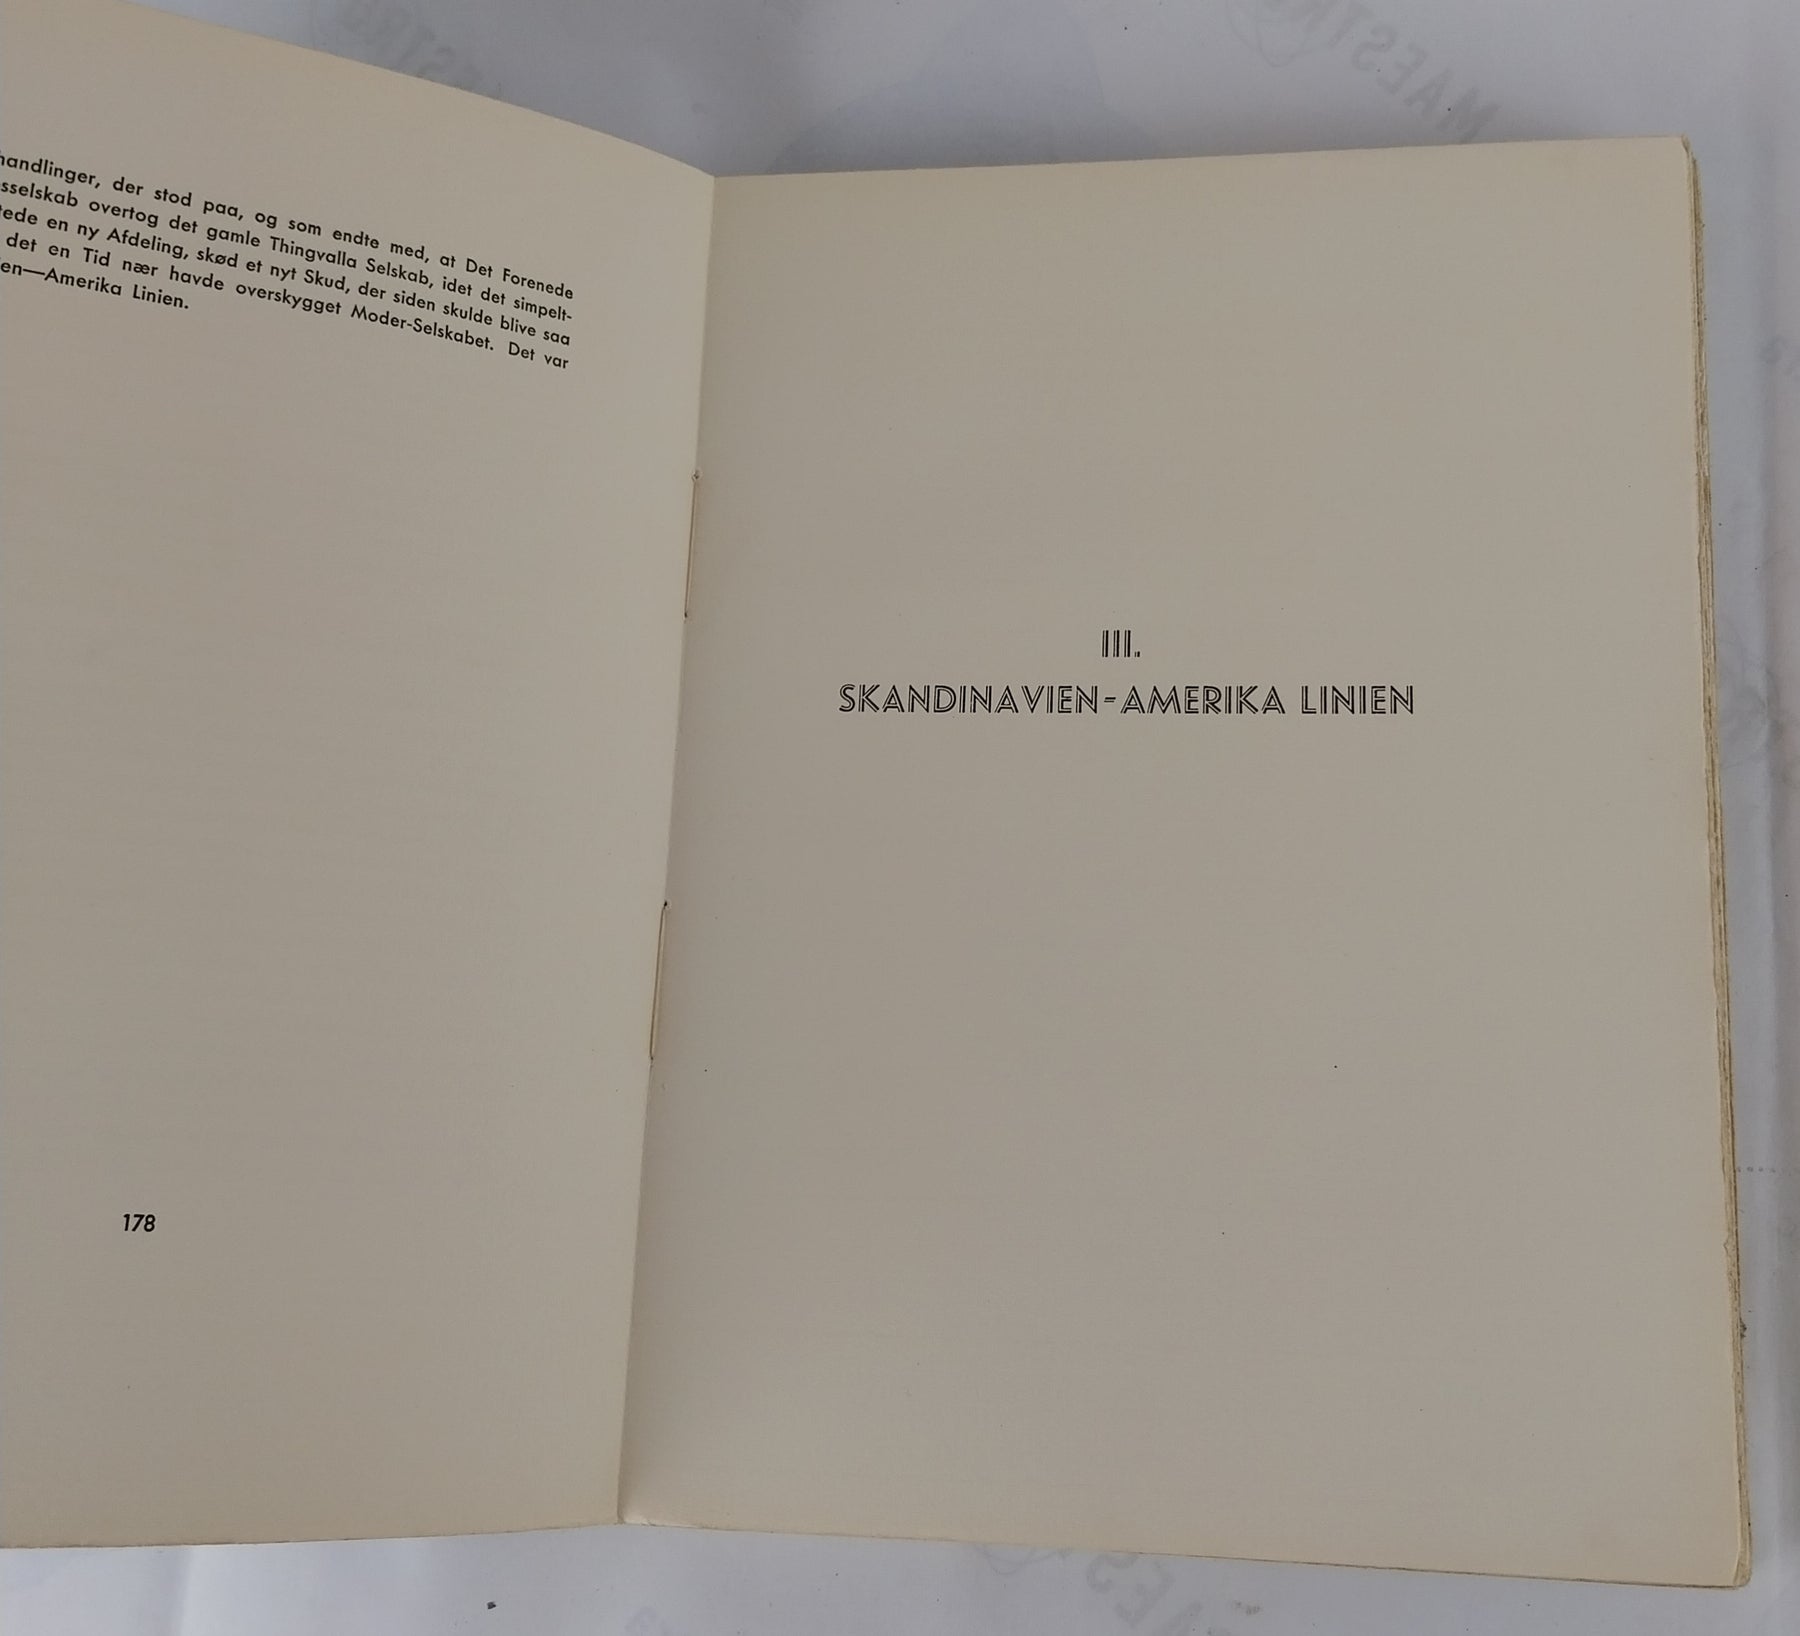 handlinger, der stod paa, og som endte med, at Det Forenede
sselskab overtog det gamle Thingvalla Selskab, idet det simpelt-
tede en ny Afdeling, skød et nyt Skud, der siden skulde blive saa
det en Tid nær havde overskygget Moder-Selskabet. Det var
en—Amerika Linien.
178
III.
SKANDINAVIEN-AMERIKA LINIEN
MAESTR